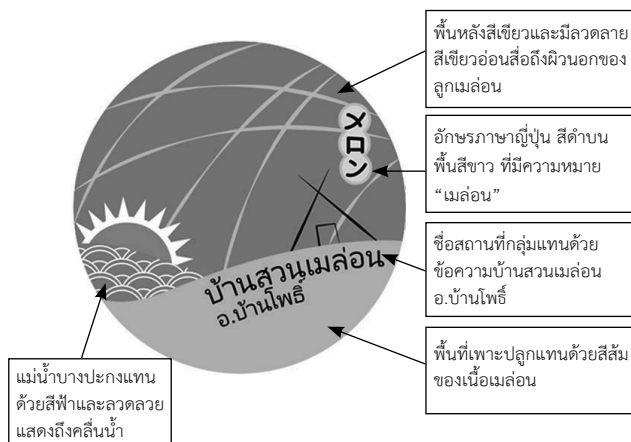 พื้นหลังสีเขียวและมีลวดลาย
สีเขียวอ่อนสื่อถึงผิวนอกของ
ลูกเมล่อน
メロン
อักษรภาษาญี่ปุ่น สีดำบน
พื้นสีขาว ที่มีความหมาย
“เมล่อน”
บ้านสวนเมล่อน
อ.บ้านโพธิ์
ชื่อสถานที่กลุ่มแทนด้วย
ข้อความบ้านสวนเมล่อน
อ.บ้านโพธิ์
พื้นที่เพาะปลูกแทนด้วยสีส้ม
ของเนื้อเมล่อน
แม่น้ำบางปะกงแทน
ด้วยสีฟ้าและลวดลวย
แสดงถึงคลื่นน้ำ